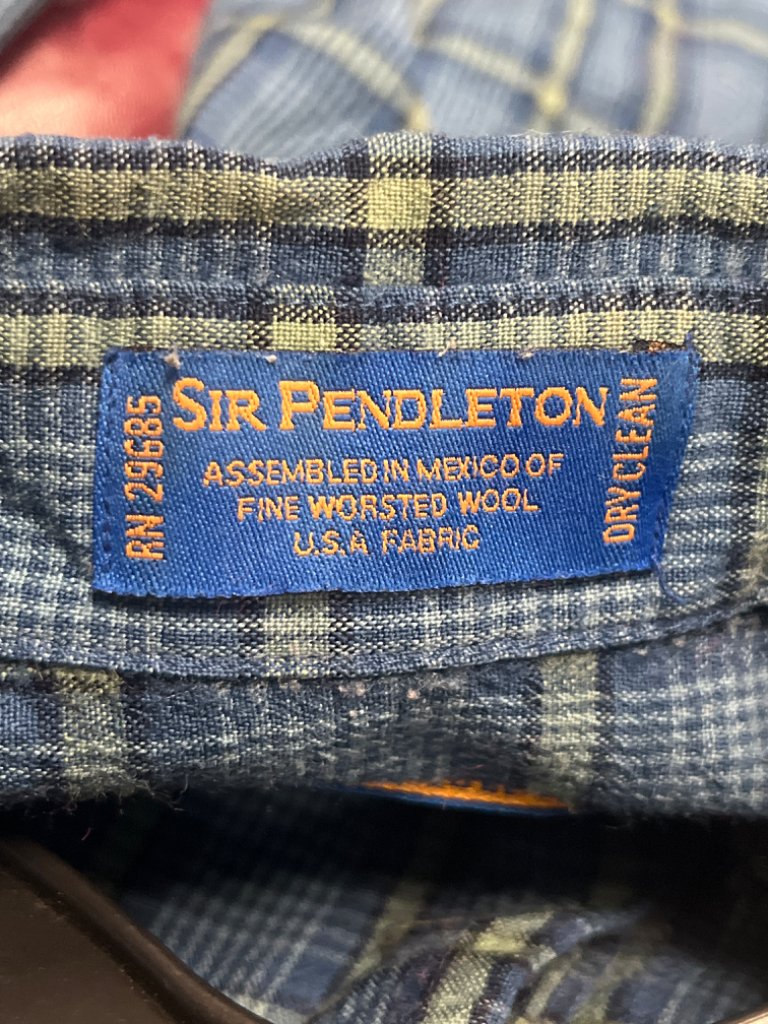 SIR PENDLETON
ASSEMBLED IN MEXICO OF
FINE WORSTED WOOL
U.S.A FABRIC
RN 29685
DRY CLEAN